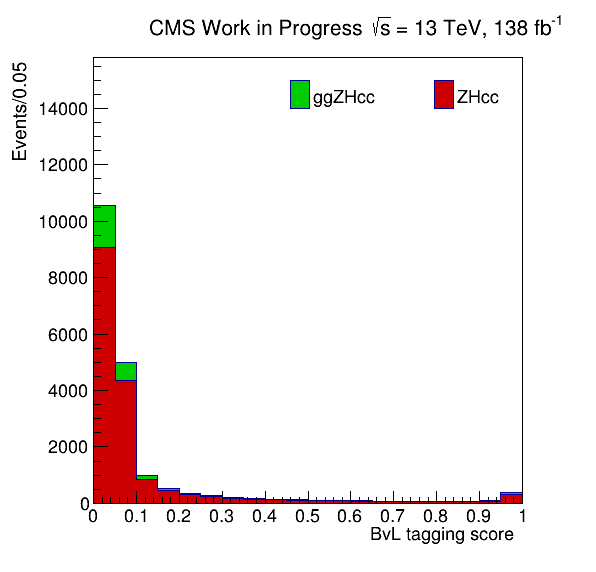 CMS Work in Progress √s = 13 TeV, 138 fb⁻¹
Events/0.05
ggZHcc
ZHcc
14000
12000
10000
8000
6000
4000
2000
0
0 0.1 0.2 0.3 0.4 0.5 0.6 0.7 0.8 0.9 1
BvL tagging score